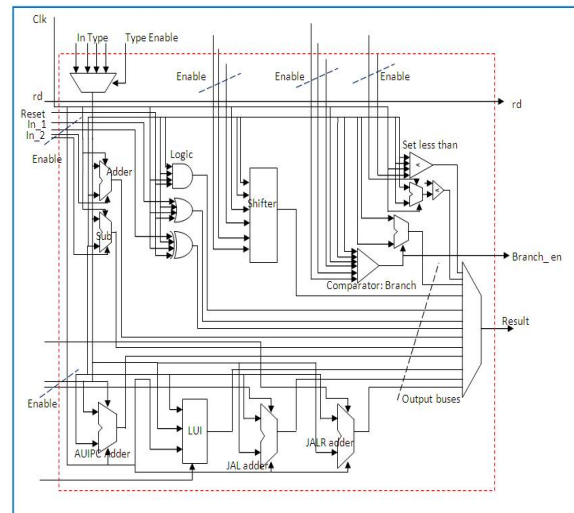 Clk
In Type
Type Enable
Enable
Enable
Enable
rd
rd
Reset
In_1
In_2
Enable
Adder
Logic
Set less than
<
<
Shifter
Sub
Branch_en
Comparator: Branch
Result
Enable
Output buses
LUI
AUIPC Adder
JAL adder
JALR adder